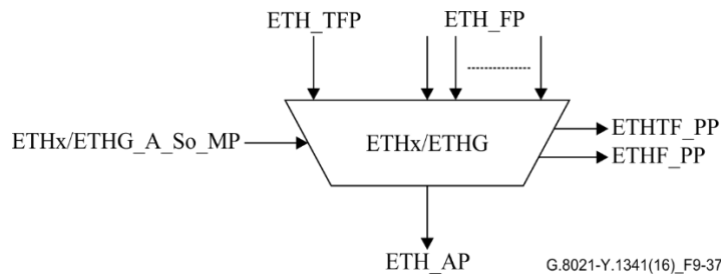 ETH_TFP ETH_FP
ETHx/ETHG_A_So_MP ETHx/ETHG ETHTF_PP
ETHF_PP
ETH_AP
G.8021-Y.1341(16)_F9-37